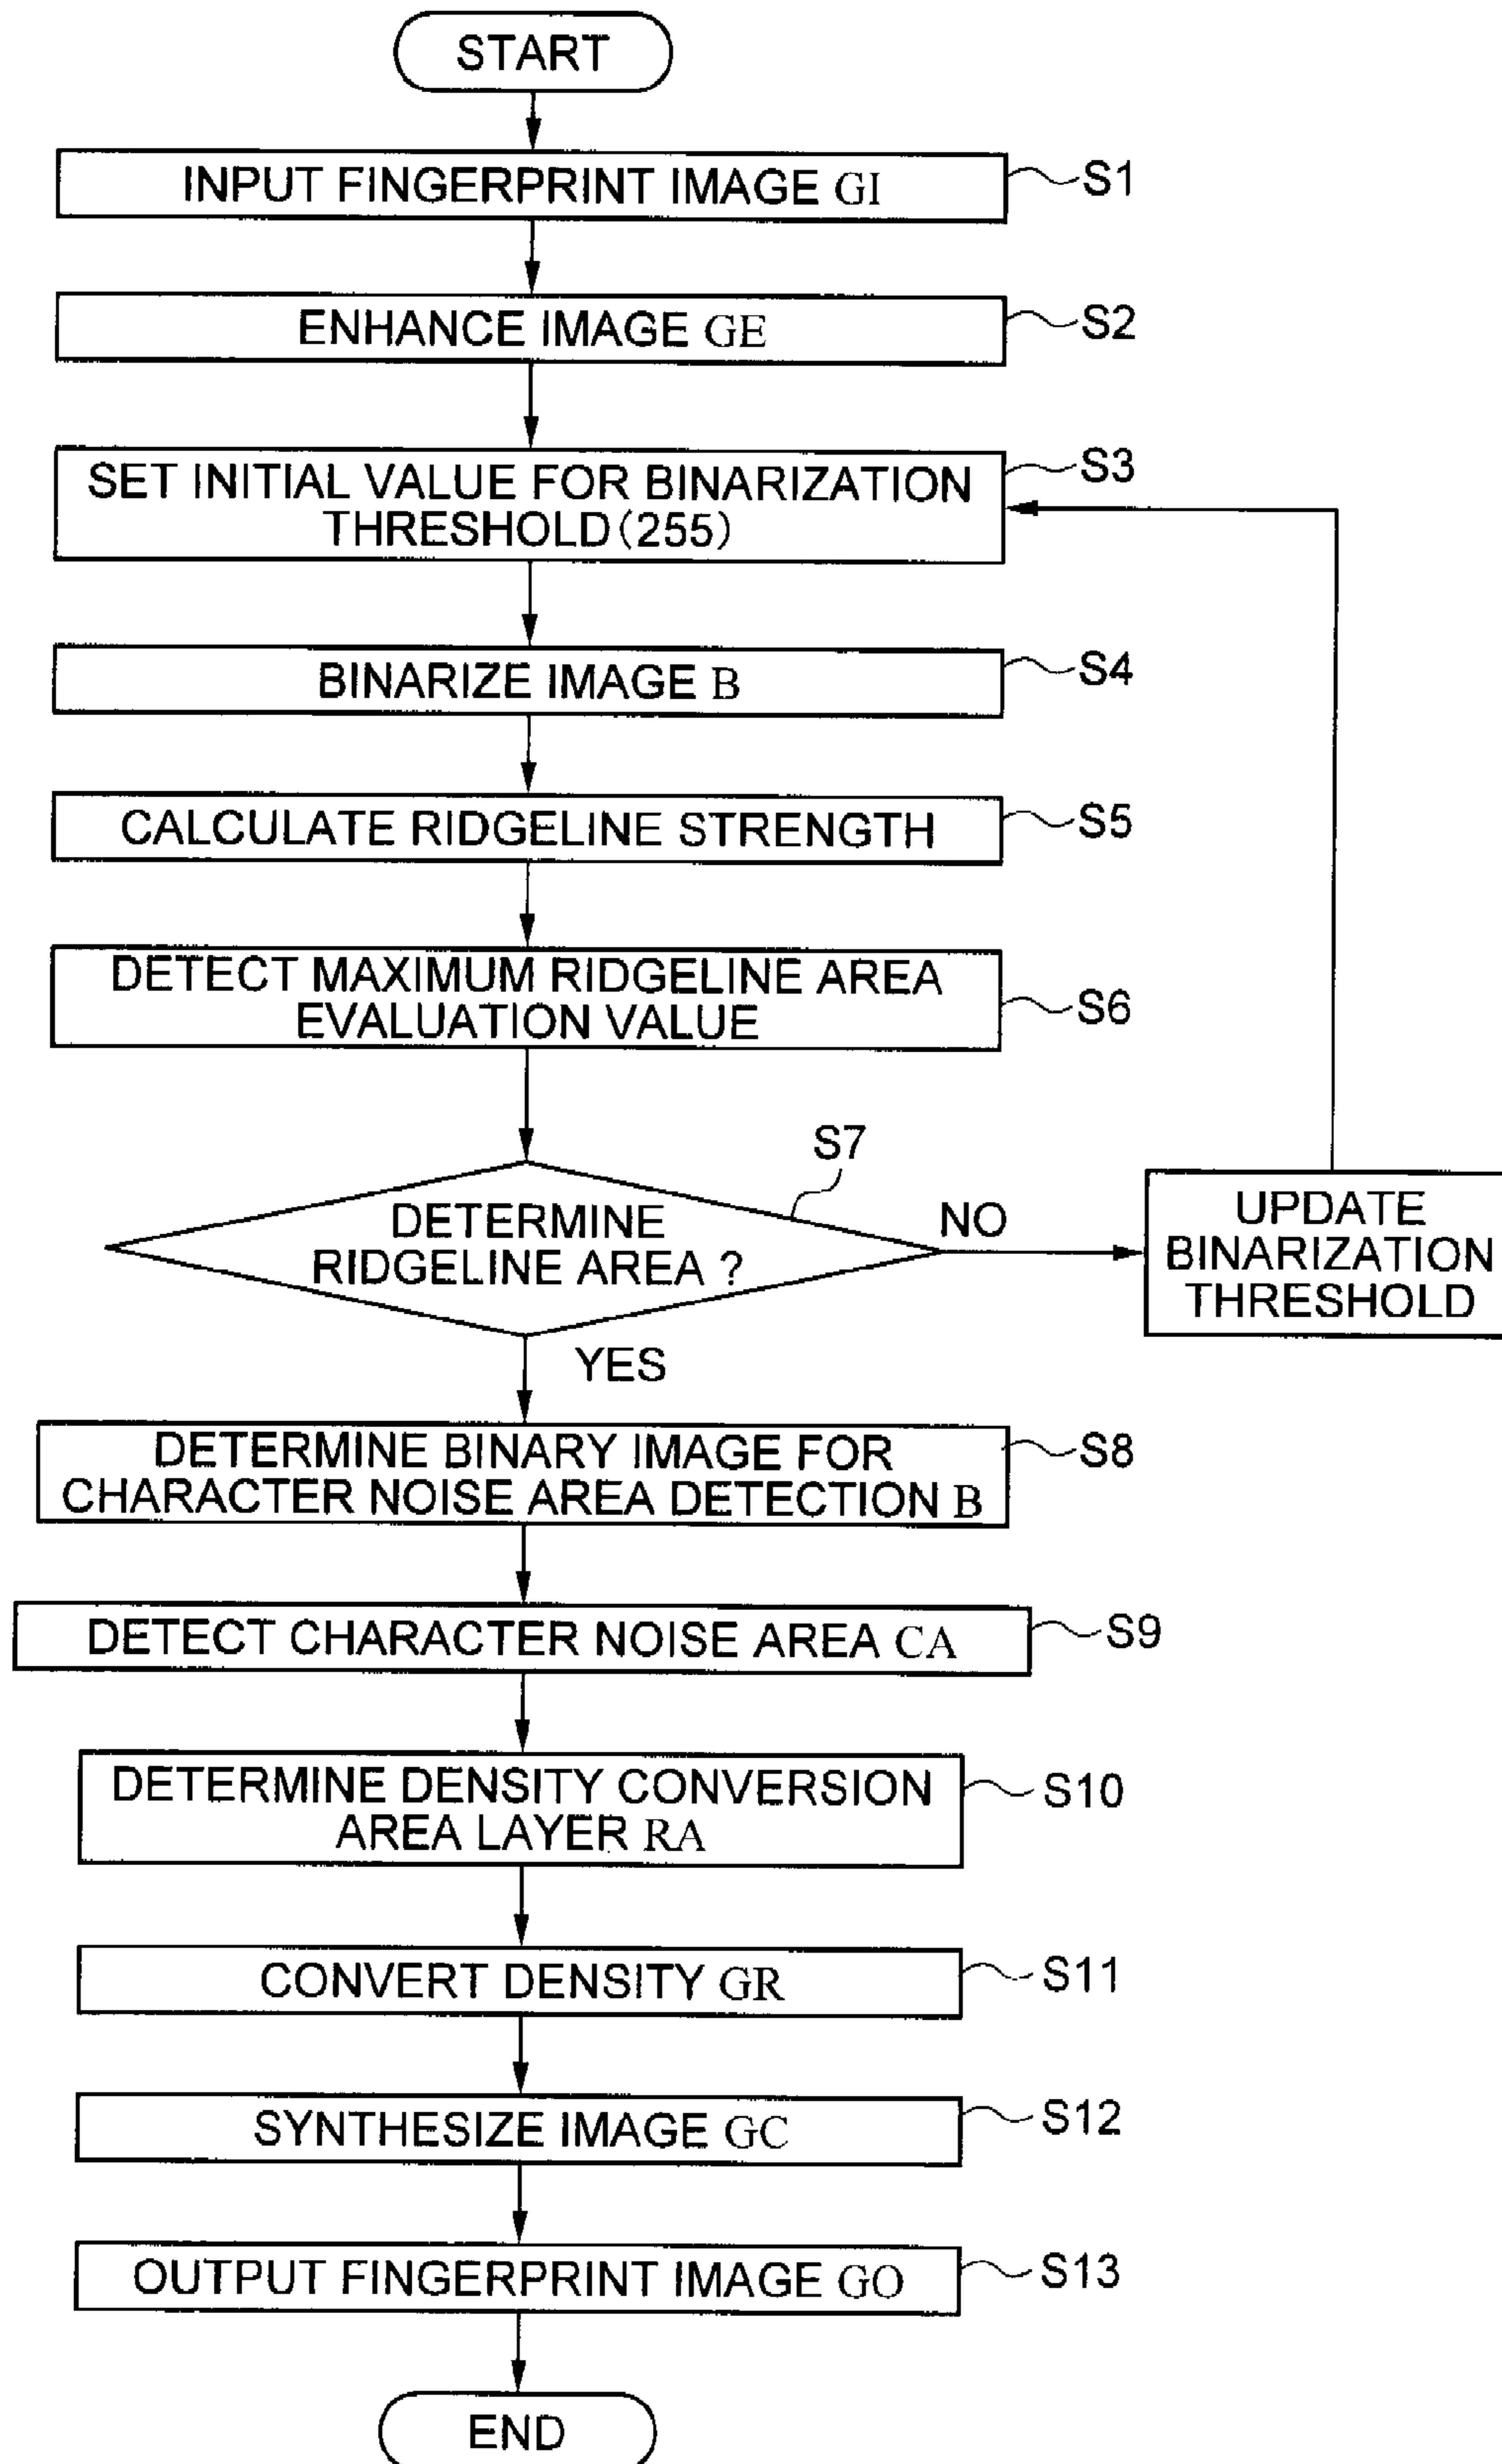 START
INPUT FINGERPRINT IMAGE GI
S1
ENHANCE IMAGE GE
S2
SET INITIAL VALUE FOR BINARIZATION
THRESHOLD(255)
S3
BINARIZE IMAGE B
S4
CALCULATE RIDGELINE STRENGTH
S5
DETECT MAXIMUM RIDGELINE AREA
EVALUATION VALUE
S6
S7
DETERMINE
RIDGELINE AREA ?
NO
UPDATE
BINARIZATION
THRESHOLD
YES
DETERMINE BINARY IMAGE FOR
CHARACTER NOISE AREA DETECTION B
S8
DETECT CHARACTER NOISE AREA CA
S9
DETERMINE DENSITY CONVERSION
AREA LAYER RA
S10
CONVERT DENSITY GR
S11
SYNTHESIZE IMAGE GC
S12
OUTPUT FINGERPRINT IMAGE GO
S13
END